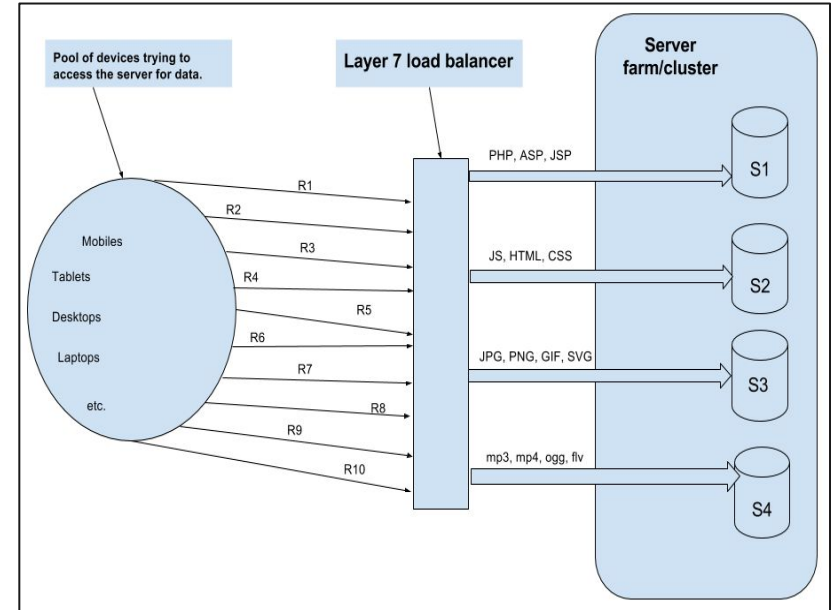 Pool of devices trying to
access the server for data.
Layer 7 load balancer
Server
farm/cluster
Mobiles
Tablets
Desktops
Laptops
etc.
R1
R2
R3
R4
R5
R6
R7
R8
R9
R10
PHP, ASP, JSP
JS, HTML, CSS
JPG, PNG, GIF, SVG
mp3, mp4, ogg, flv
S1
S2
S3
S4